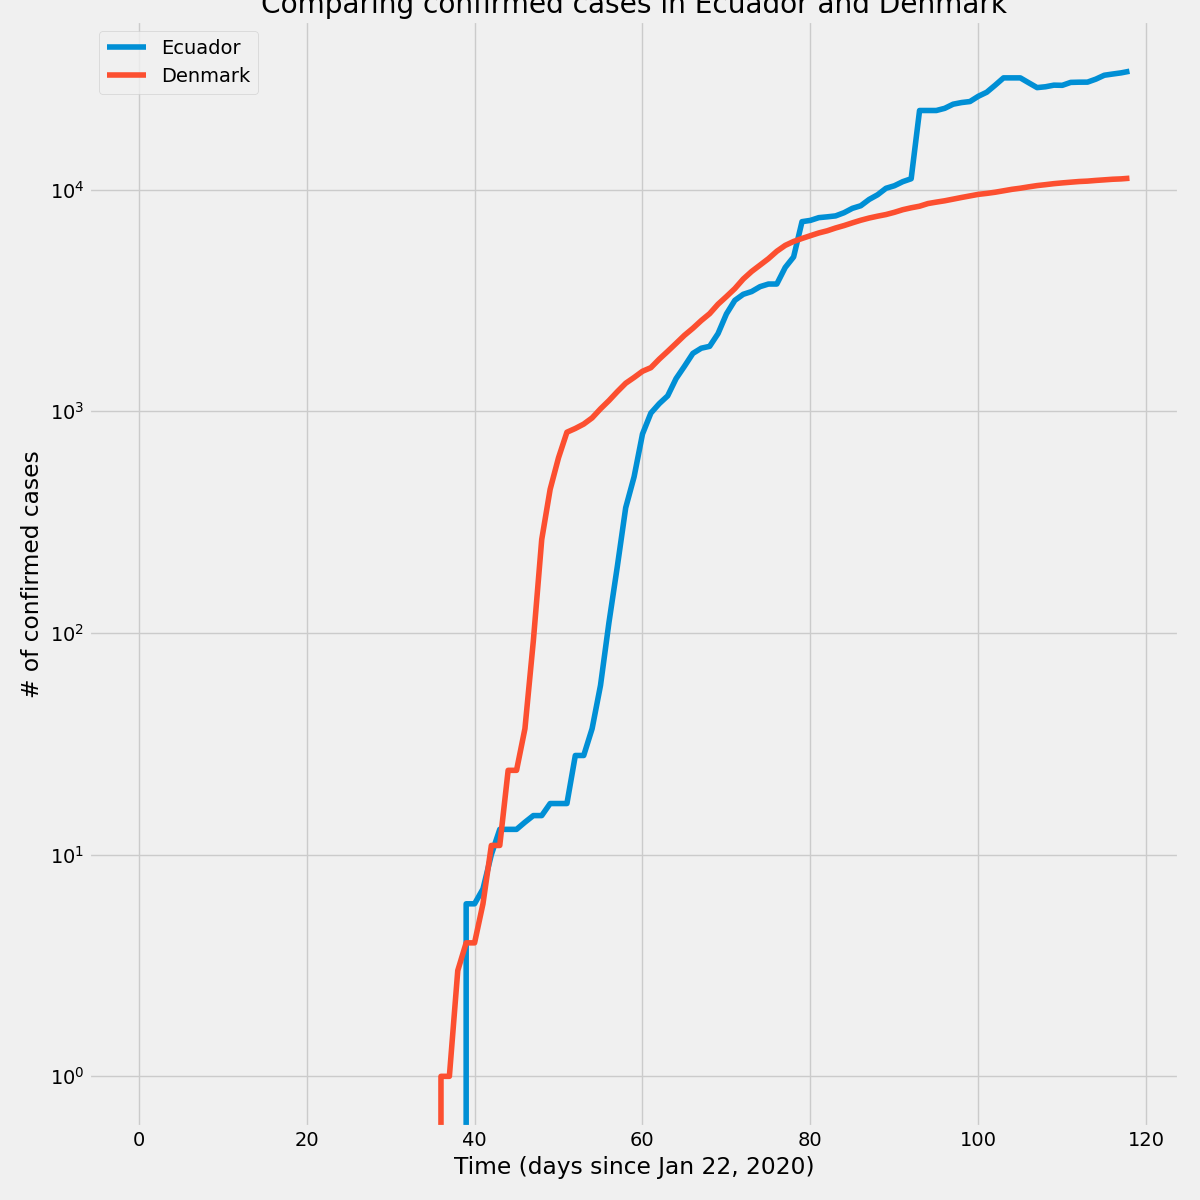 Comparing confirmed cases in Ecuador and Denmark
Ecuador
Denmark
# of confirmed cases
10⁴
10³
10²
10¹
10⁰
0 20 40 60 80 100 120
Time (days since Jan 22, 2020)